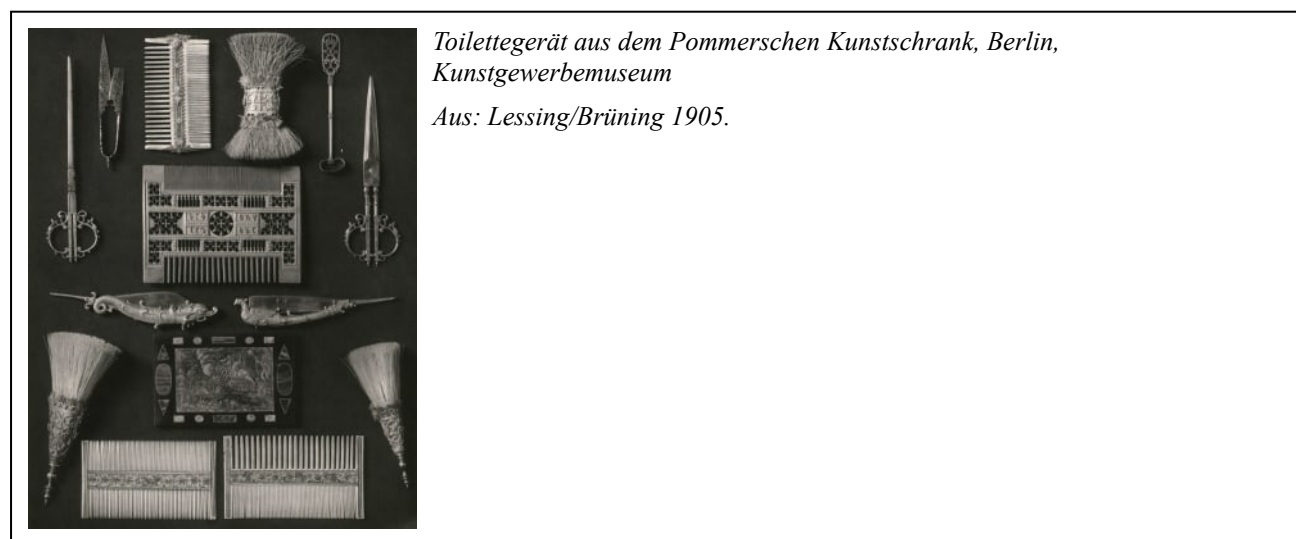 Toilettegerät aus dem Pommerschen Kunstschrank, Berlin,
Kunstgewerbemuseum
Aus: Lessing/Brüning 1905.